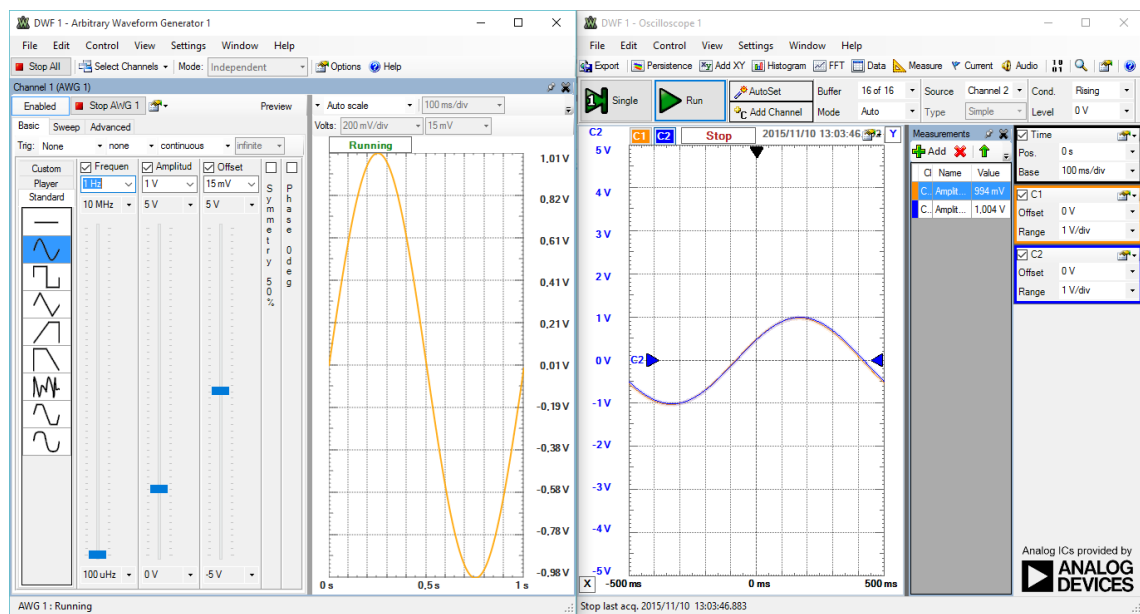 DWF 1 - Arbitrary Waveform Generator 1
File Edit Control View Settings Window Help
Stop All Select Channels Mode: Independent Options Help
Channel 1 (AWG 1)
Enabled Stop AWG 1 Preview
Basic Sweep Advanced
Trig: None none continuous infinite
Custom
Player
Standard
Frequen Amplitud Offset
1 Hz 1 V 15 mV
10 MHz 5 V 5 V
100 uHz 0 V -5 V
Symmetry 50%
Phase 0 deg
Auto scale 100 ms/div
Volts: 200 mV/div 15 mV
Running
1,01 V
0,82 V
0,61 V
0,41 V
0,21 V
0,01 V
-0,19 V
-0,38 V
-0,58 V
-0,78 V
-0,98 V
0 s 0,5 s 1 s
AWG 1 : Running
DWF 1 - Oscilloscope 1
File Edit Control View Settings Window Help
Export Persistence Add XY Histogram FFT Data Measure Current Audio
Single Run AutoSet Add Channel
Buffer 16 of 16 Source Channel 2 Cond. Rising
Mode Auto Type Simple Level 0 V
C2 C1 C2 Stop 2015/11/10 13:03:46 Y
5 V
4 V
3 V
2 V
1 V
0 V
-1 V
-2 V
-3 V
-4 V
-5 V
C2
X -500 ms 0 ms 500 ms
Measurements
Add
Name Value
C.. Amplit... 994 mV
C.. Amplit... 1,004 V
Time
Pos. 0 s
Base 100 ms/div
C1
Offset 0 V
Range 1 V/div
C2
Offset 0 V
Range 1 V/div
Analog ICs provided by
ANALOG
DEVICES
Stop last acq. 2015/11/10 13:03:46.883